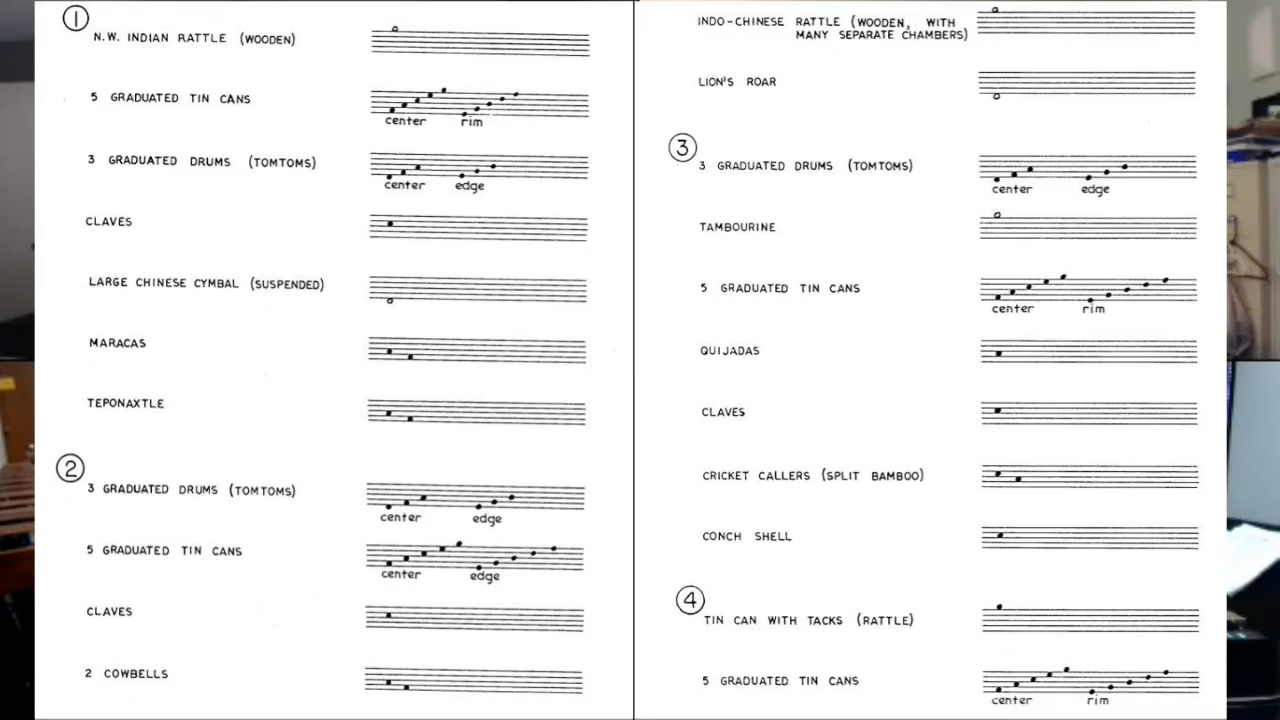 1
N.W. INDIAN RATTLE (WOODEN)
5 GRADUATED TIN CANS
center rim
3 GRADUATED DRUMS (TOMTOMS)
center edge
CLAVES
LARGE CHINESE CYMBAL (SUSPENDED)
MARACAS
TEPONAXTLE
2
3 GRADUATED DRUMS (TOMTOMS)
center edge
5 GRADUATED TIN CANS
center edge
CLAVES
2 COWBELLS
INDO-CHINESE RATTLE (WOODEN, WITH
MANY SEPARATE CHAMBERS)
LION'S ROAR
3
3 GRADUATED DRUMS (TOMTOMS)
center edge
TAMBOURINE
5 GRADUATED TIN CANS
center rim
QUIJADAS
CLAVES
CRICKET CALLERS (SPLIT BAMBOO)
CONCH SHELL
4
TIN CAN WITH TACKS (RATTLE)
5 GRADUATED TIN CANS
center rim